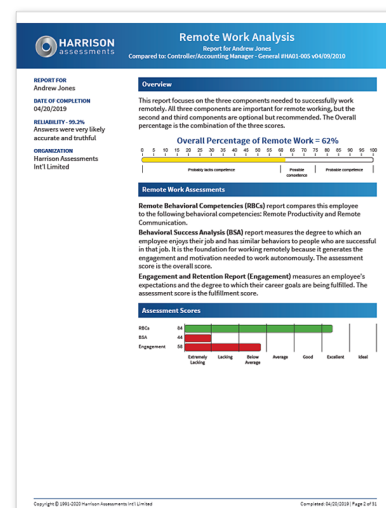 HARRISON
assessments
Remote Work Analysis
Report for Andrew Jones
Compared to: Controller/Accounting Manager - General #HA01-005 v04/09/2010
REPORT FOR
Andrew Jones
DATE OF COMPLETION
04/20/2019
RELIABILITY - 99.2%
Answers were very likely
accurate and truthful
ORGANIZATION
Harrison Assessments
Int'l Limited
Overview
This report focuses on the three components needed to successfully work
remotely. All three components are important for remote working, but the
second and third components are optional but recommended. The Overall
percentage is the combination of the three scores.
Overall Percentage of Remote Work = 62%
0 5 10 15 20 25 30 35 40 45 50 55 60 65 70 75 80 85 90 95 100
Probably lacks competence
Possible
competence
Probable competence
Remote Work Assessments
Remote Behavioral Competencies (RBCs) report compares this employee
to the following behavioral competencies: Remote Productivity and Remote
Communication.
Behavioral Success Analysis (BSA) report measures the degree to which an
employee enjoys their job and has similar behaviors to people who are successful
in that job. It is the foundation for working remotely because it generates the
engagement and motivation needed to work autonomously. The assessment
score is the overall score.
Engagement and Retention Report (Engagement) measures an employee's
expectations and the degree to which their career goals are being fulfilled. The
assessment score is the fulfillment score.
Assessment Scores
RBCs 84
BSA 44
Engagement
Extremely
Lacking
Lacking
Below
Average
Average
Good
Excellent
Ideal
Copyright © 1991-2020 Harrison Assessments Int'l Limited
Completed: 04/20/2019 | Page 2 of 31